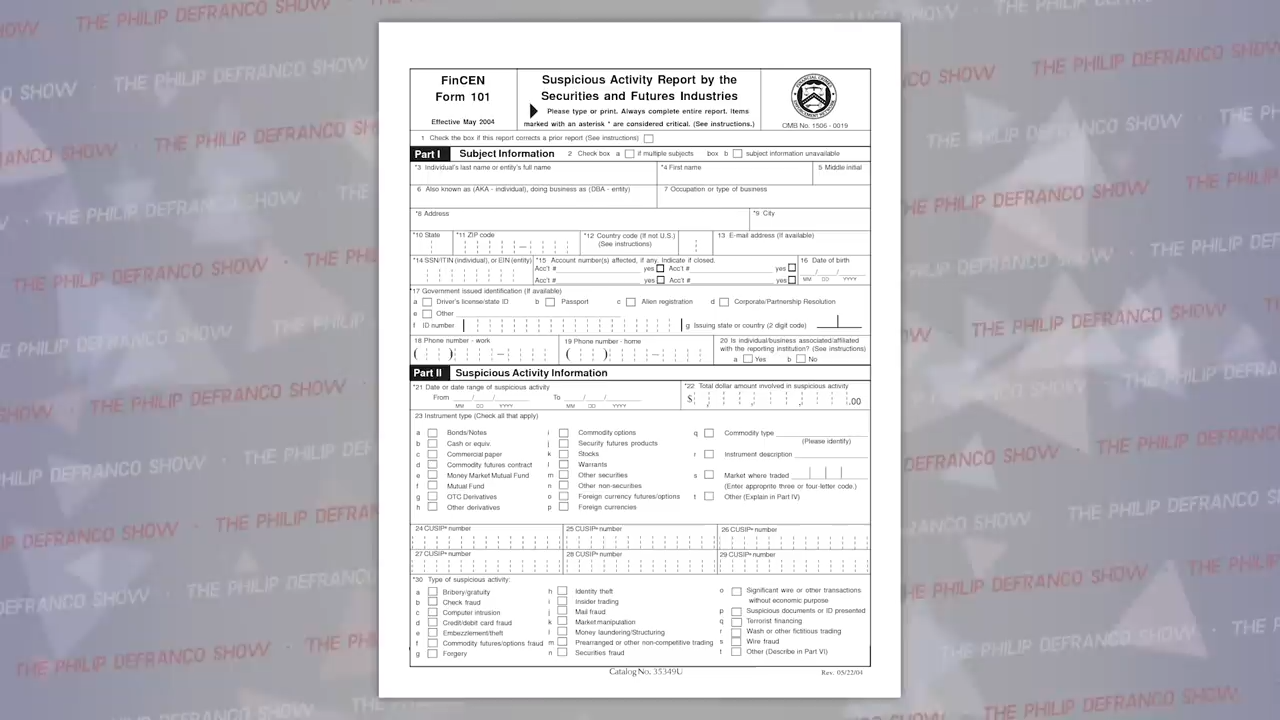 THE PHILIP DEFRANCO SHOW
FinCEN
Form 101
Effective May 2004
Suspicious Activity Report by the
Securities and Futures Industries
Please type or print. Always complete entire report. Items
marked with an asterisk * are considered critical. (See instructions.)
OMB No. 1506 - 0019
1 Check the box if this report corrects a prior report (See instructions)
Part I Subject Information 2 Check box a if multiple subjects box b subject information unavailable
*3 Individual's last name or entity's full name *4 First name 5 Middle initial
6 Also known as (AKA - individual), doing business as (DBA - entity) 7 Occupation or type of business
*8 Address *9 City
*10 State *11 ZIP code *12 Country code (If not U.S.) 13 E-mail address (If available)
(See instructions)
*14 SSN/ITIN (individual), or EIN (entity) *15 Account number(s) affected, if any. Indicate if closed. 16 Date of birth
Acc't # yes Acc't # yes
Acc't # yes Acc't # yes
MM DD YYYY
*17 Government issued identification (If available)
a Driver's license/state ID b Passport c Alien registration d Corporate/Partnership Resolution
e Other
f ID number g Issuing state or country (2 digit code)
18 Phone number - work 19 Phone number - home 20 Is individual/business associated/affiliated
with the reporting institution? (See instructions)
a Yes b No
Part II Suspicious Activity Information
*21 Date or date range of suspicious activity *22 Total dollar amount involved in suspicious activity
From To $ .00
MM DD YYYY MM DD YYYY
23 Instrument type (Check all that apply)
a Bonds/Notes i Commodity options q Commodity type
b Cash or equiv. j Security futures products (Please identify)
c Commercial paper k Stocks r Instrument description
d Commodity futures contract l Warrants
e Money Market Mutual Fund m Other securities s Market where traded
f Mutual Fund n Other non-securities (Enter appropriate three or four-letter code.)
g OTC Derivatives o Foreign currency futures/options t Other (Explain in Part IV)
h Other derivatives p Foreign currencies
24 CUSIP® number 25 CUSIP® number 26 CUSIP® number
27 CUSIP® number 28 CUSIP® number 29 CUSIP® number
*30 Type of suspicious activity:
a Bribery/gratuity h Identity theft o Significant wire or other transactions
without economic purpose
b Check fraud i Insider trading
c Computer intrusion j Mail fraud p Suspicious documents or ID presented
d Credit/debit card fraud k Market manipulation q Terrorist financing
e Embezzlement/theft l Money laundering/Structuring r Wash or other fictitious trading
f Commodity futures/options fraud m Prearranged or other non-competitive trading s Wire fraud
g Forgery n Securities fraud t Other (Describe in Part VI)
Catalog No. 35349U Rev. 05/22/04